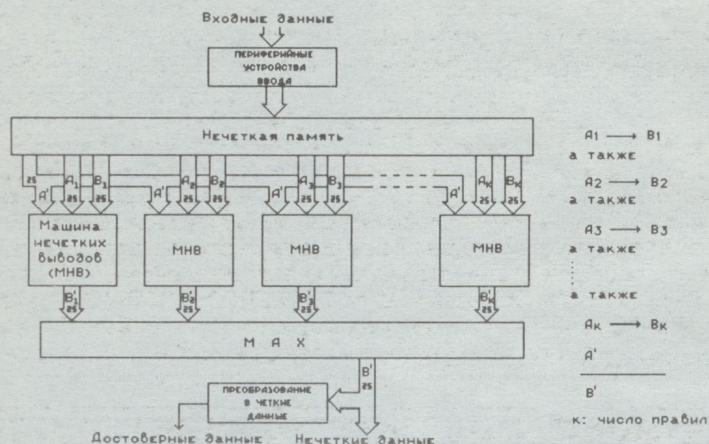 Входные данные
ПЕРИФЕРИЙНЫЕ
УСТРОЙСТВА
ВВОДА
Нечеткая память
25 A' A1 25 B1 25 A' A2 25 B2 25 A' A3 25 B3 25 A' AK 25 BK 25
Машина
нечетких
выводов
(МНВ)
МНВ
МНВ
МНВ
B'1 25
B'2 25
B'3 25
B'K 25
М А Х
B'
25
ПРЕОБРАЗОВАНИЕ
В ЧЕТКИЕ
ДАННЫЕ
Достоверные данные
Нечеткие данные
A1 → B1
а также
A2 → B2
а также
A3 → B3
а также
а также
AK → BK
A'
B'
к: число правил